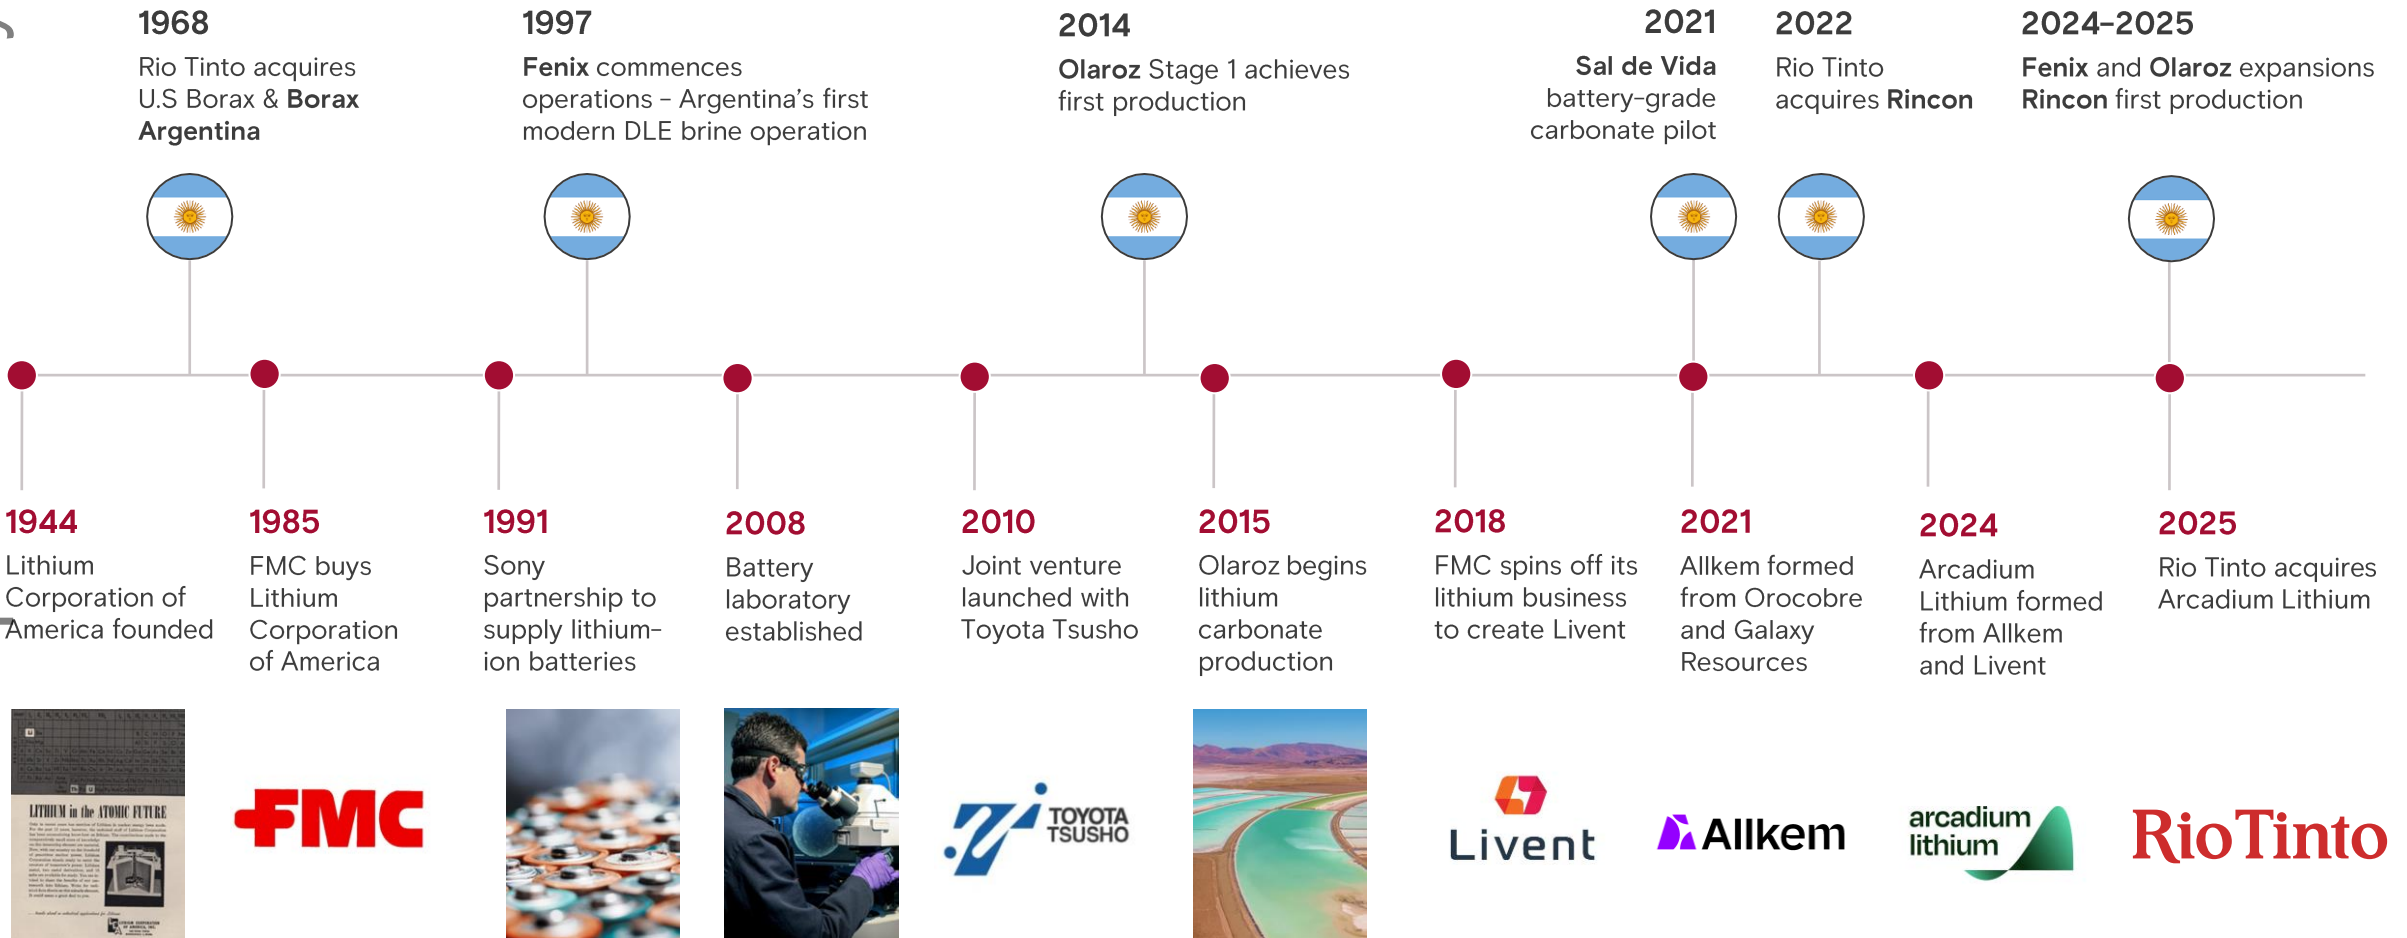 1968
Rio Tinto acquires
U.S Borax & Borax
Argentina
1997
Fenix commences
operations – Argentina’s first
modern DLE brine operation
2014
Olaroz Stage 1 achieves
first production
2021
Sal de Vida
battery-grade
carbonate pilot
2022
Rio Tinto
acquires Rincon
2024–2025
Fenix and Olaroz expansions
Rincon first production
1944
Lithium
Corporation of
America founded
1985
FMC buys
Lithium
Corporation
of America
1991
Sony
partnership to
supply lithium-
ion batteries
2008
Battery
laboratory
established
2010
Joint venture
launched with
Toyota Tsusho
2015
Olaroz begins
lithium
carbonate
production
2018
FMC spins off its
lithium business
to create Livent
2021
Allkem formed
from Orocobre
and Galaxy
Resources
2024
Arcadium
Lithium formed
from Allkem
and Livent
2025
Rio Tinto acquires
Arcadium Lithium
LITHIUM in the ATOMIC FUTURE
LITHIUM CORPORATION
OF AMERICA, INC.
FMC
TOYOTA
TSUSHO
Livent
Allkem
arcadium
lithium
RioTinto